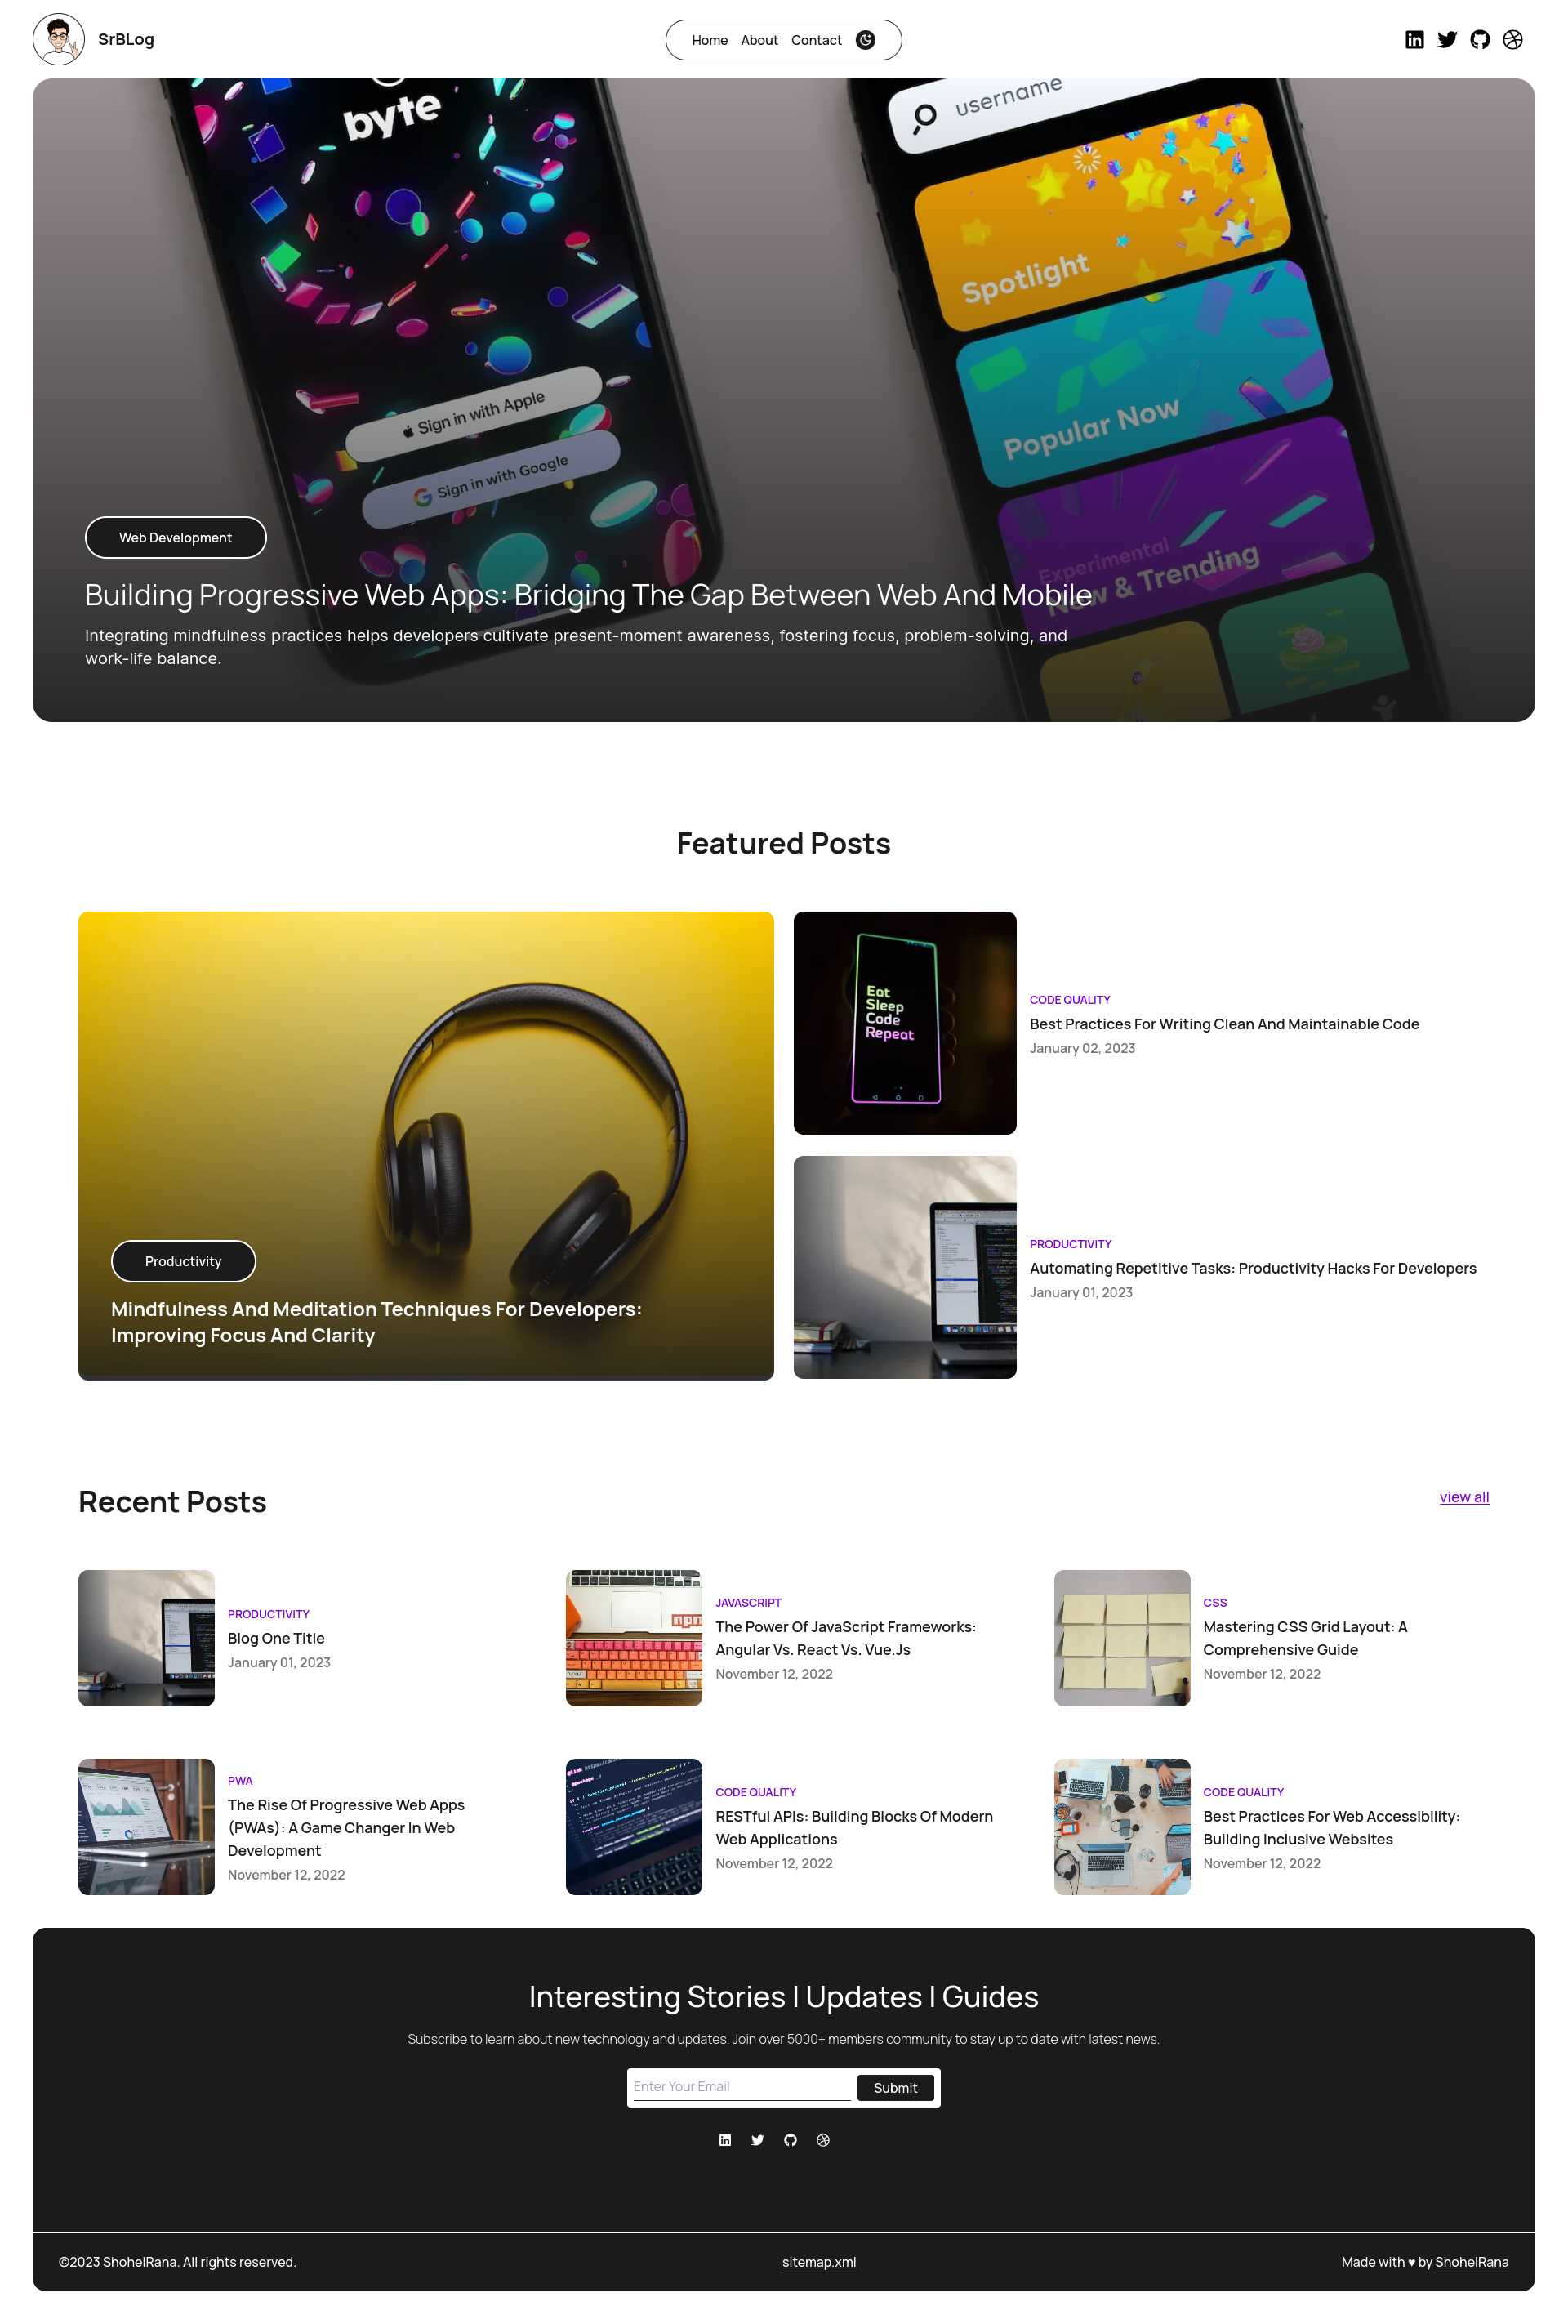 SrBLog
Home About Contact
byte
username
Spotlight
Popular Now
Experimental
Now & Trending
Sign in with Apple
Sign in with Google
Web Development
Building Progressive Web Apps: Bridging The Gap Between Web And Mobile
Integrating mindfulness practices helps developers cultivate present-moment awareness, fostering focus, problem-solving, and
work-life balance.
Featured Posts
Productivity
Mindfulness And Meditation Techniques For Developers:
Improving Focus And Clarity
Eat
Sleep
Code
Repeat
CODE QUALITY
Best Practices For Writing Clean And Maintainable Code
January 02, 2023
PRODUCTIVITY
Automating Repetitive Tasks: Productivity Hacks For Developers
January 01, 2023
Recent Posts
view all
PRODUCTIVITY
Blog One Title
January 01, 2023
npm
JAVASCRIPT
The Power Of JavaScript Frameworks:
Angular Vs. React Vs. Vue.Js
November 12, 2022
CSS
Mastering CSS Grid Layout: A
Comprehensive Guide
November 12, 2022
PWA
The Rise Of Progressive Web Apps
(PWAs): A Game Changer In Web
Development
November 12, 2022
CODE QUALITY
RESTful APIs: Building Blocks Of Modern
Web Applications
November 12, 2022
CODE QUALITY
Best Practices For Web Accessibility:
Building Inclusive Websites
November 12, 2022
Interesting Stories | Updates | Guides
Subscribe to learn about new technology and updates. Join over 5000+ members community to stay up to date with latest news.
Enter Your Email
Submit
©2023 ShohelRana. All rights reserved.
sitemap.xml
Made with ♥ by ShohelRana